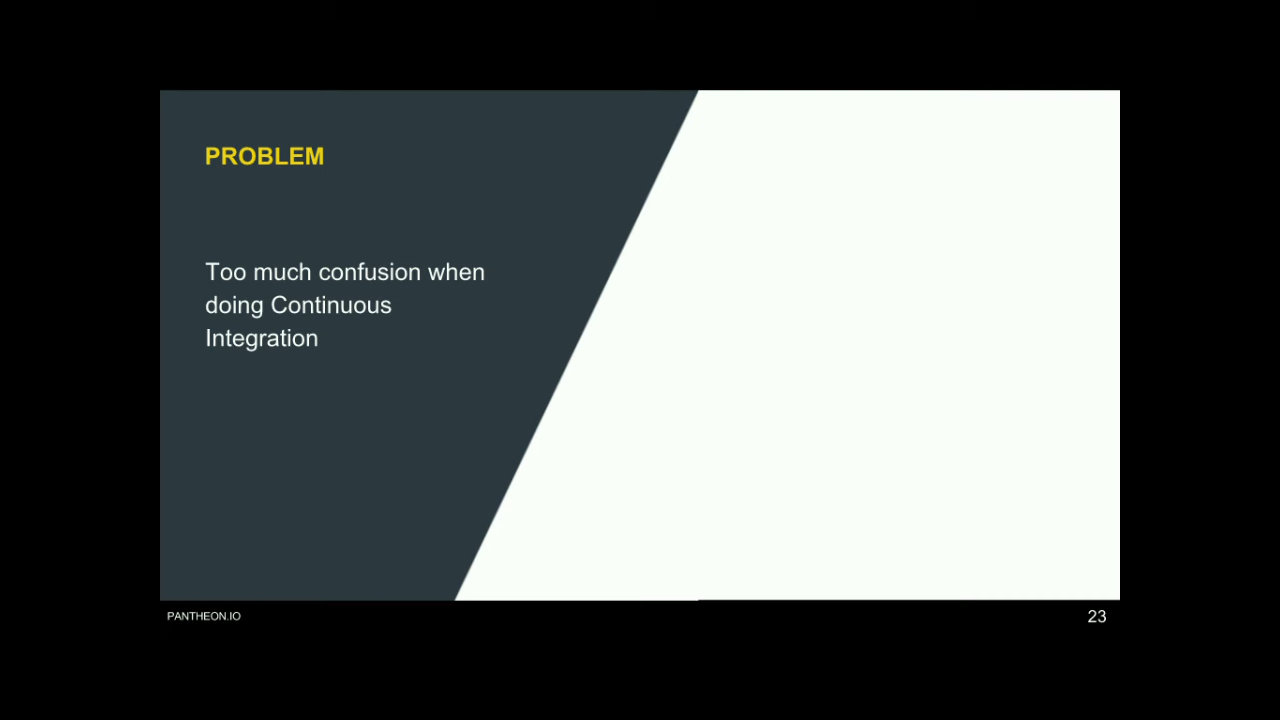 PROBLEM
Too much confusion when
doing Continuous
Integration
PANTHEON.IO
23